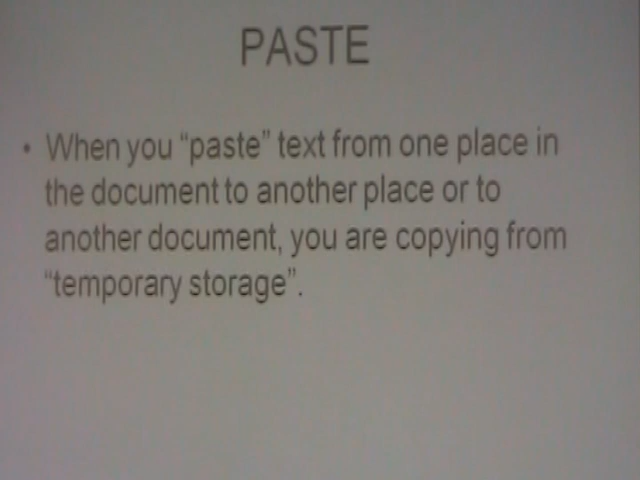 PASTE
• When you “paste” text from one place in
the document to another place or to
another document, you are copying from
“temporary storage”.